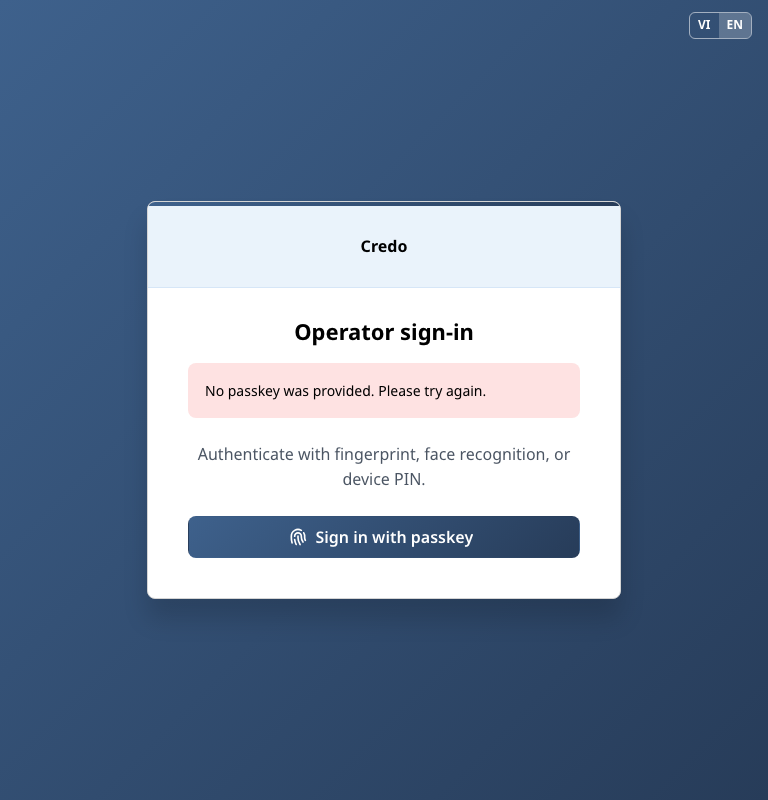 VI EN
Credo
Operator sign-in
No passkey was provided. Please try again.
Authenticate with fingerprint, face recognition, or
device PIN.
Sign in with passkey